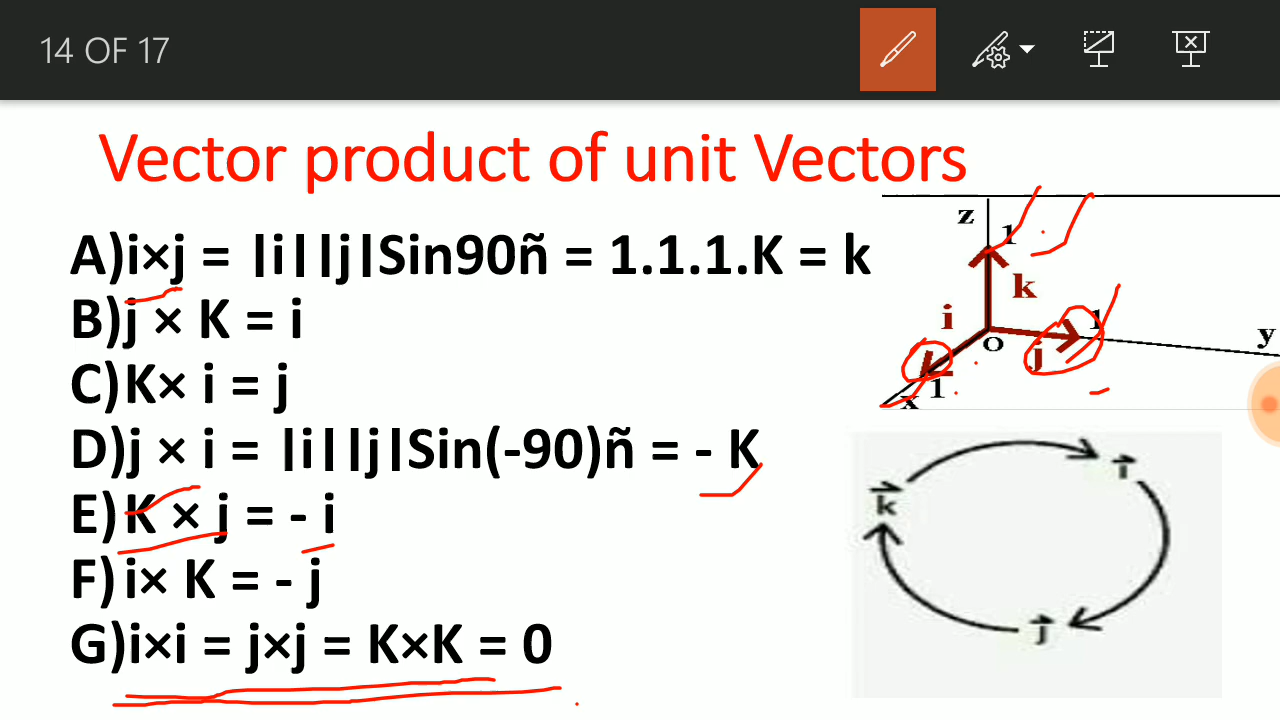 14 OF 17
Vector product of unit Vectors
A)i×j = |i||j|Sin90ñ = 1.1.1.K = k
B)j × K = i
C)K× i = j
D)j × i = |i||j|Sin(-90)ñ = - K
E)K × j = - i
F)i× K = - j
G)i×i = j×j = K×K = 0
z 1
k
i
1
y
o
j
1
x
i
k
j